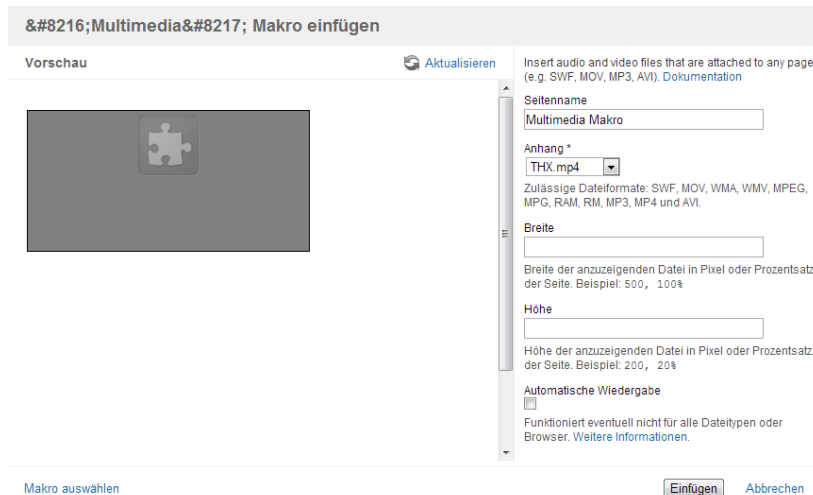 &#8216;Multimedia&#8217; Makro einfügen
Vorschau
Aktualisieren
Insert audio and video files that are attached to any page
(e.g. SWF, MOV, MP3, AVI). Dokumentation
Seitenname
Multimedia Makro
Anhang *
THX.mp4
Zulässige Dateiformate: SWF, MOV, WMA, WMV, MPEG,
MPG, RAM, RM, MP3, MP4 und AVI.
Breite
Breite der anzuzeigenden Datei in Pixel oder Prozentsatz
der Seite. Beispiel: 500, 100%
Höhe
Höhe der anzuzeigenden Datei in Pixel oder Prozentsatz
der Seite. Beispiel: 200, 20%
Automatische Wiedergabe
Funktioniert eventuell nicht für alle Dateitypen oder
Browser. Weitere Informationen.
Makro auswählen
Einfügen
Abbrechen